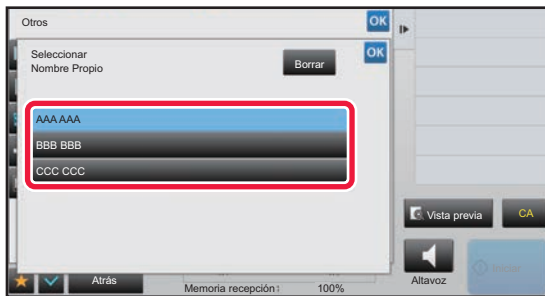 Otros
OK
Seleccionar
Nombre Propio
Borrar
OK
AAA AAA
BBB BBB
CCC CCC
Vista previa
CA
Atrás
Memoria recepción:
100%
Altavoz
Iniciar